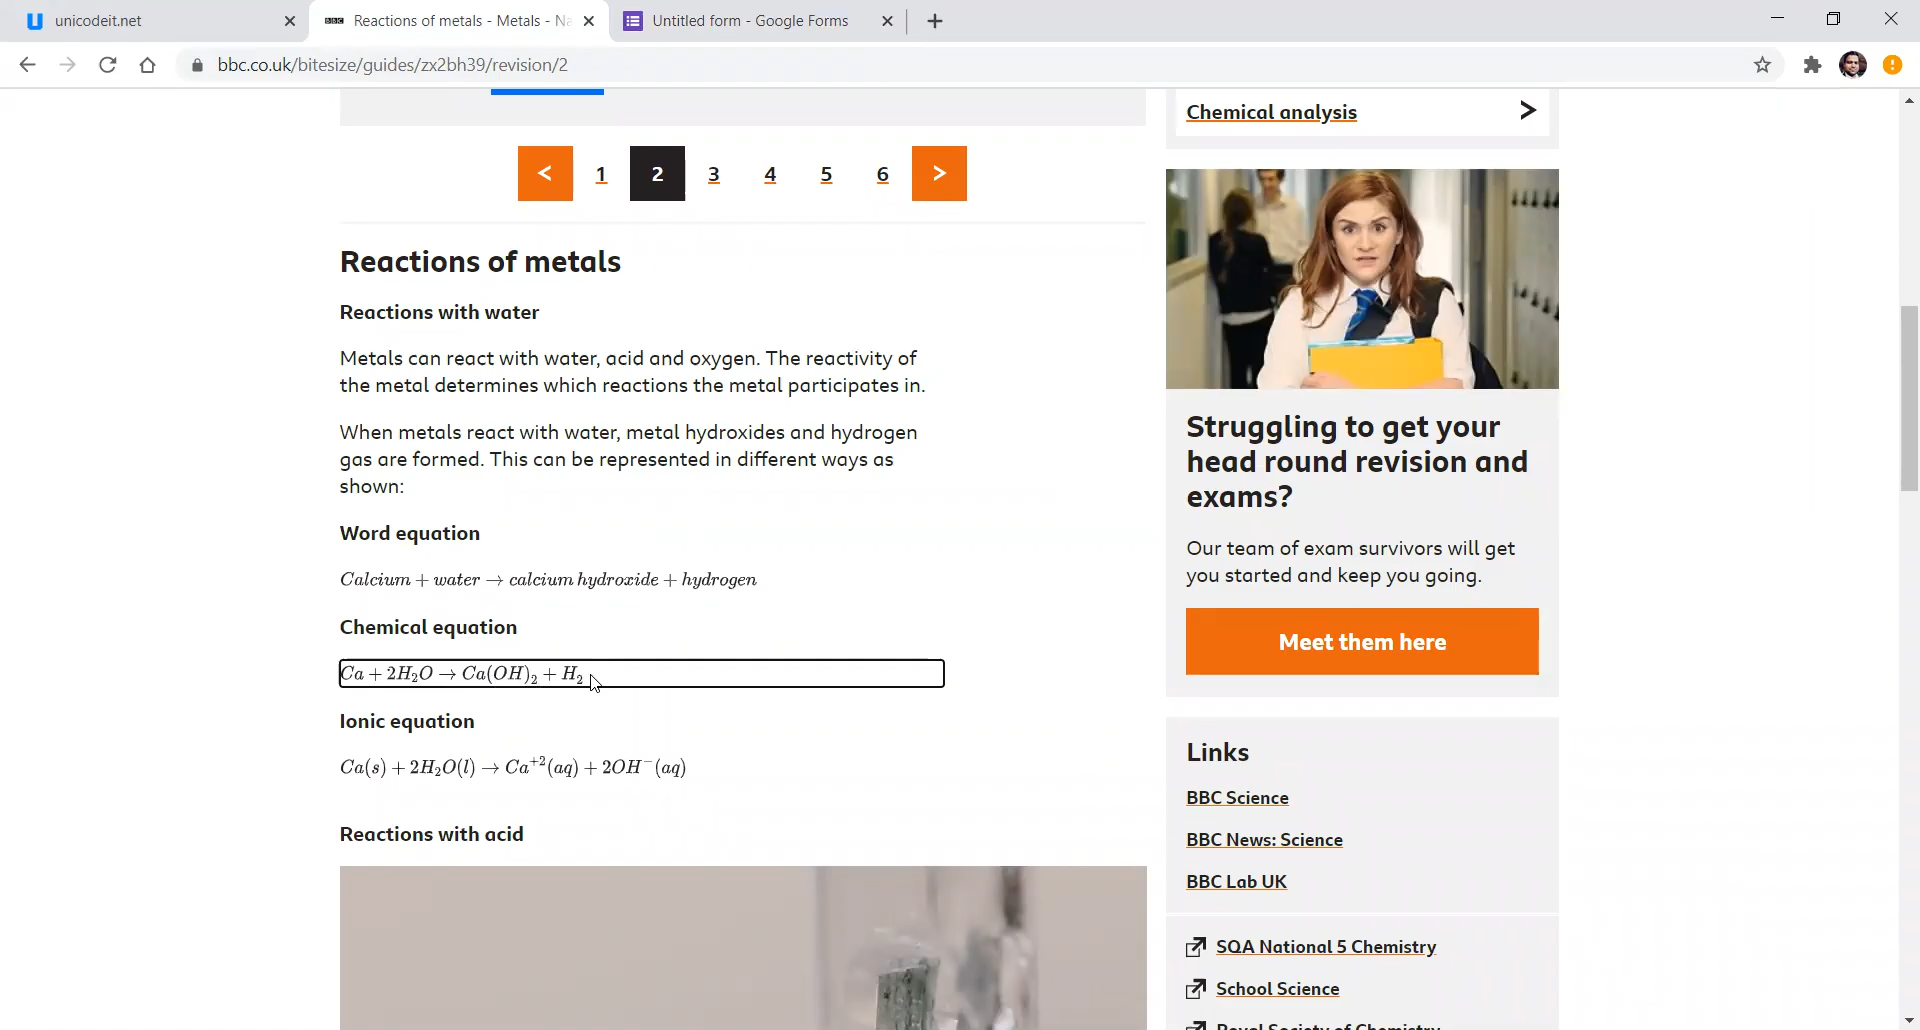 unicodeit.net
BBC Reactions of metals - Metals - Na
Untitled form - Google Forms
bbc.co.uk/bitesize/guides/zx2bh39/revision/2
Chemical analysis >
< 1 2 3 4 5 6 >
Reactions of metals
Reactions with water
Metals can react with water, acid and oxygen. The reactivity of
the metal determines which reactions the metal participates in.
When metals react with water, metal hydroxides and hydrogen
gas are formed. This can be represented in different ways as
shown:
Word equation
Calcium + water → calcium hydroxide + hydrogen
Chemical equation
Ca + 2H₂O → Ca(OH)₂ + H₂
Ionic equation
Ca(s) + 2H₂O(l) → Ca⁺²(aq) + 2OH⁻(aq)
Reactions with acid
Struggling to get your
head round revision and
exams?
Our team of exam survivors will get
you started and keep you going.
Meet them here
Links
BBC Science
BBC News: Science
BBC Lab UK
SQA National 5 Chemistry
School Science
Royal Society of Chemistry